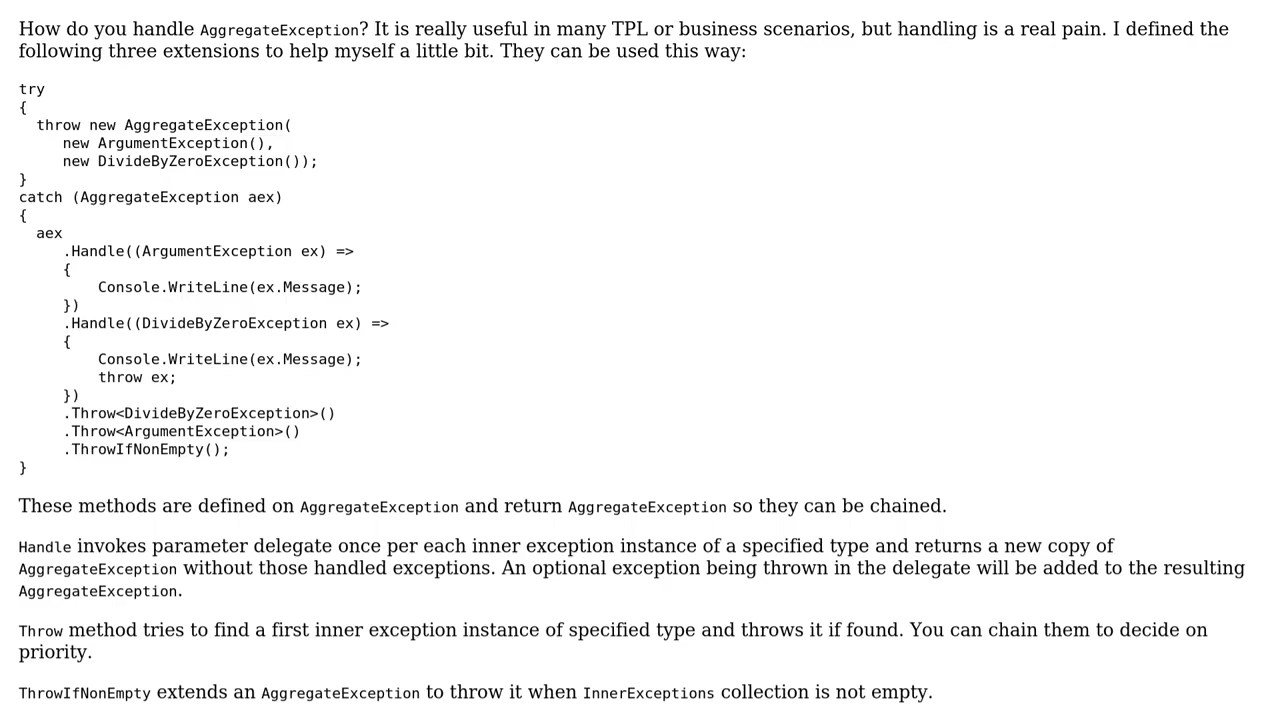 How do you handle AggregateException? It is really useful in many TPL or business scenarios, but handling is a real pain. I defined the
following three extensions to help myself a little bit. They can be used this way:
try
{
  throw new AggregateException(
     new ArgumentException(),
     new DivideByZeroException());
}
catch (AggregateException aex)
{
  aex
     .Handle((ArgumentException ex) =>
     {
         Console.WriteLine(ex.Message);
     })
     .Handle((DivideByZeroException ex) =>
     {
         Console.WriteLine(ex.Message);
         throw ex;
     })
     .Throw<DivideByZeroException>()
     .Throw<ArgumentException>()
     .ThrowIfNonEmpty();
}
These methods are defined on AggregateException and return AggregateException so they can be chained.
Handle invokes parameter delegate once per each inner exception instance of a specified type and returns a new copy of
AggregateException without those handled exceptions. An optional exception being thrown in the delegate will be added to the resulting
AggregateException.
Throw method tries to find a first inner exception instance of specified type and throws it if found. You can chain them to decide on
priority.
ThrowIfNonEmpty extends an AggregateException to throw it when InnerExceptions collection is not empty.